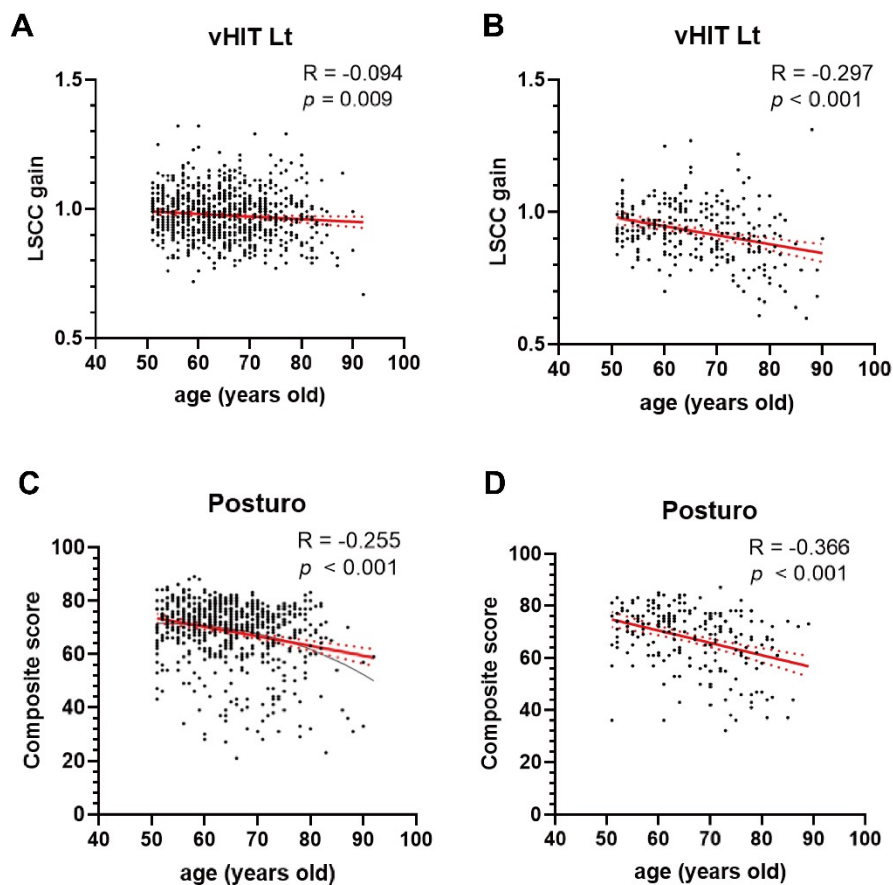 A
vHIT Lt
R = -0.094
p = 0.009
1.5
1.0
0.5
LSCC gain
40 50 60 70 80 90 100
age (years old)
B
vHIT Lt
R = -0.297
p < 0.001
1.5
1.0
0.5
LSCC gain
40 50 60 70 80 90 100
age (years old)
C
Posturo
R = -0.255
p < 0.001
100
80
60
40
20
0
Composite score
40 50 60 70 80 90 100
age (years old)
D
Posturo
R = -0.366
p < 0.001
100
80
60
40
20
0
Composite score
40 50 60 70 80 90 100
age (years old)